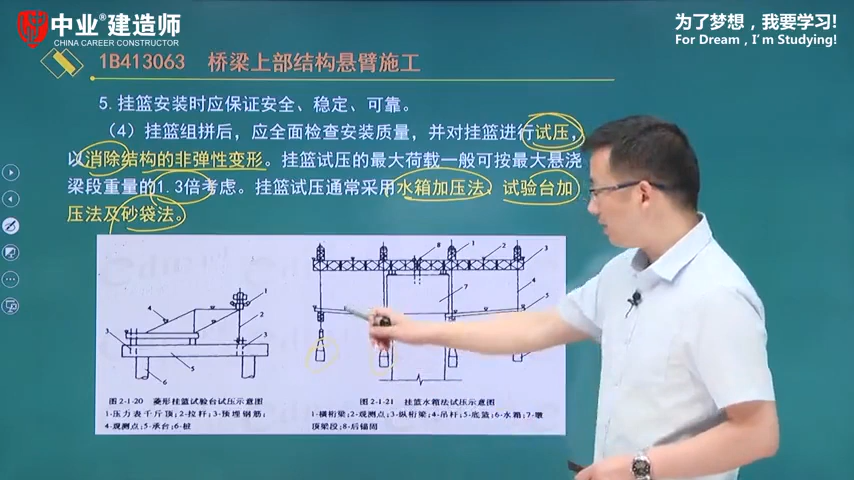 中业®建造师
CHINA CAREER CONSTRUCTOR
为了梦想，我要学习!
For Dream, I'm Studying!
1B413063 桥梁上部结构悬臂施工
5. 挂篮安装时应保证安全、稳定、可靠。
（4）挂篮组拼后，应全面检查安装质量，并对挂篮进行试压，
以消除结构的非弹性变形。挂篮试压的最大荷载一般可按最大悬浇
梁段重量的1.3倍考虑。挂篮试压通常采用水箱加压法、试验台加
压法及砂袋法。
图 2-1-20 菱形挂篮试验台试压示意图
1-压力表千斤顶;2-拉杆;3-预埋钢筋;
4-观测点;5-承台;6-桩
图 2-1-21 挂篮水箱法试压示意图
1-横桁梁;2-观测点;3-纵桁梁;4-吊杆;5-底篮;6-水箱;7-墩
顶梁段;8-后锚固